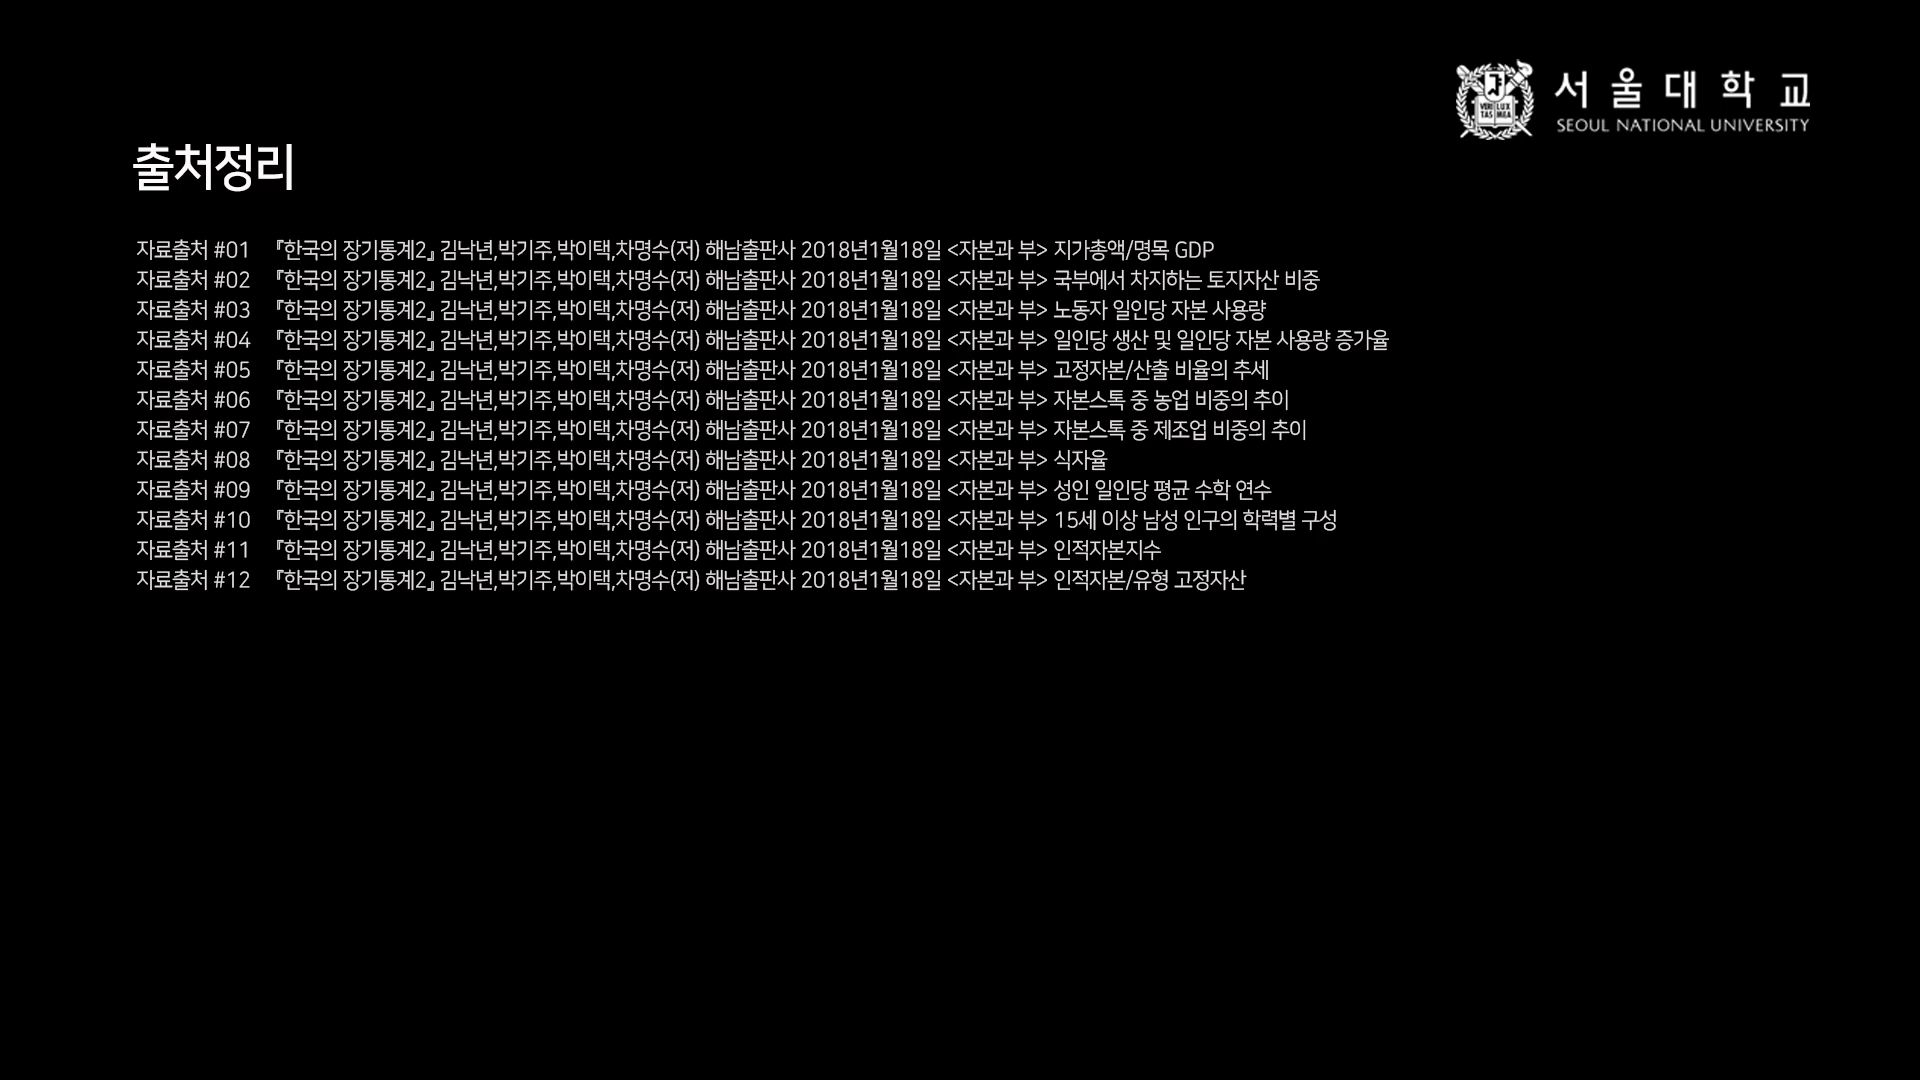 서울대학교
SEOUL NATIONAL UNIVERSITY
VERI LUX
TAS MEA
출처정리
자료출처 #01 『한국의 장기통계2』 김낙년,박기주,박이택,차명수(저) 해남출판사 2018년1월18일 <자본과 부> 지가총액/명목 GDP
자료출처 #02 『한국의 장기통계2』 김낙년,박기주,박이택,차명수(저) 해남출판사 2018년1월18일 <자본과 부> 국부에서 차지하는 토지자산 비중
자료출처 #03 『한국의 장기통계2』 김낙년,박기주,박이택,차명수(저) 해남출판사 2018년1월18일 <자본과 부> 노동자 일인당 자본 사용량
자료출처 #04 『한국의 장기통계2』 김낙년,박기주,박이택,차명수(저) 해남출판사 2018년1월18일 <자본과 부> 일인당 생산 및 일인당 자본 사용량 증가율
자료출처 #05 『한국의 장기통계2』 김낙년,박기주,박이택,차명수(저) 해남출판사 2018년1월18일 <자본과 부> 고정자본/산출 비율의 추세
자료출처 #06 『한국의 장기통계2』 김낙년,박기주,박이택,차명수(저) 해남출판사 2018년1월18일 <자본과 부> 자본스톡 중 농업 비중의 추이
자료출처 #07 『한국의 장기통계2』 김낙년,박기주,박이택,차명수(저) 해남출판사 2018년1월18일 <자본과 부> 자본스톡 중 제조업 비중의 추이
자료출처 #08 『한국의 장기통계2』 김낙년,박기주,박이택,차명수(저) 해남출판사 2018년1월18일 <자본과 부> 식자율
자료출처 #09 『한국의 장기통계2』 김낙년,박기주,박이택,차명수(저) 해남출판사 2018년1월18일 <자본과 부> 성인 일인당 평균 수학 연수
자료출처 #10 『한국의 장기통계2』 김낙년,박기주,박이택,차명수(저) 해남출판사 2018년1월18일 <자본과 부> 15세 이상 남성 인구의 학력별 구성
자료출처 #11 『한국의 장기통계2』 김낙년,박기주,박이택,차명수(저) 해남출판사 2018년1월18일 <자본과 부> 인적자본지수
자료출처 #12 『한국의 장기통계2』 김낙년,박기주,박이택,차명수(저) 해남출판사 2018년1월18일 <자본과 부> 인적자본/유형 고정자산